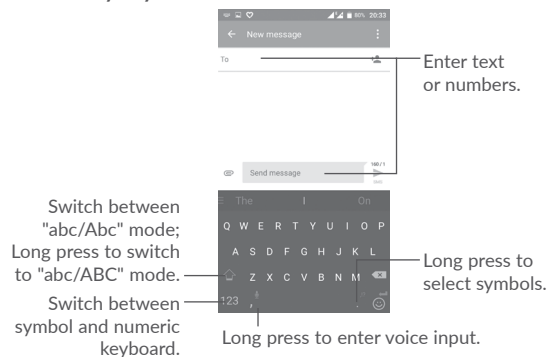 80% 20:33
New message
To
Enter text
or numbers.
160 / 1
Send message
The I On
Q W E R T Y U I O P
A S D F G H J K L
Z X C V B N M
123 , .
Switch between
"abc/Abc" mode;
Long press to switch
to "abc/ABC" mode.
Switch between
symbol and numeric
keyboard.
Long press to
select symbols.
Long press to enter voice input.